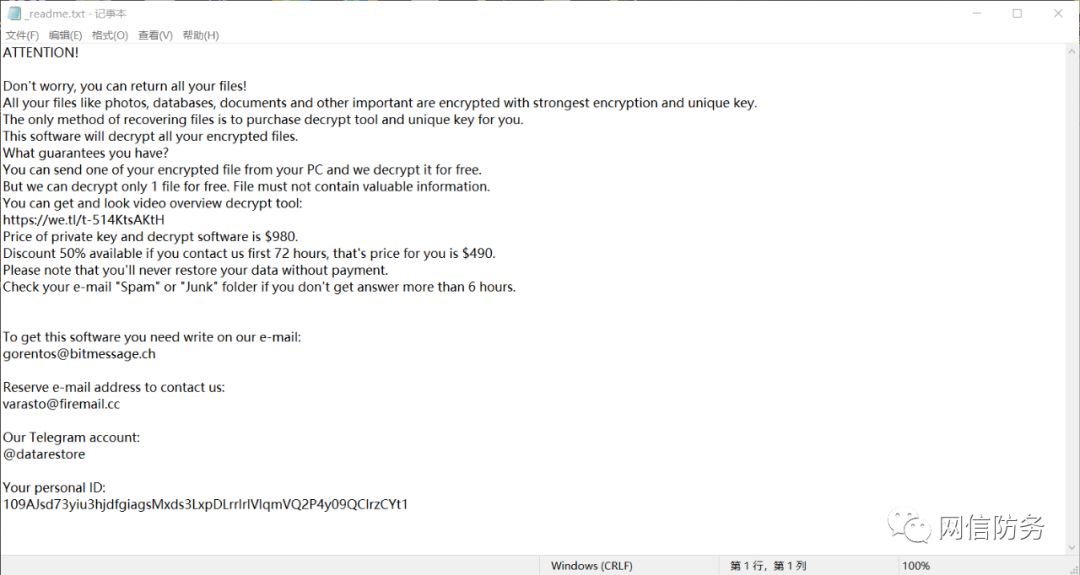 _readme.txt - 记事本
文件(F) 编辑(E) 格式(O) 查看(V) 帮助(H)
ATTENTION!
Don't worry, you can return all your files!
All your files like photos, databases, documents and other important are encrypted with strongest encryption and unique key.
The only method of recovering files is to purchase decrypt tool and unique key for you.
This software will decrypt all your encrypted files.
What guarantees you have?
You can send one of your encrypted file from your PC and we decrypt it for free.
But we can decrypt only 1 file for free. File must not contain valuable information.
You can get and look video overview decrypt tool:
https://we.tl/t-514KtsAKtH
Price of private key and decrypt software is $980.
Discount 50% available if you contact us first 72 hours, that's price for you is $490.
Please note that you'll never restore your data without payment.
Check your e-mail "Spam" or "Junk" folder if you don't get answer more than 6 hours.
To get this software you need write on our e-mail:
gorentos@bitmessage.ch
Reserve e-mail address to contact us:
varasto@firemail.cc
Our Telegram account:
@datarestore
Your personal ID:
109AJsd73yiu3hjdfgiagsMxds3LxpDLrrIrIVlqmVQ2P4y09QCIrzCYt1
网信防务
Windows (CRLF) 第 1 行，第 1 列 100%